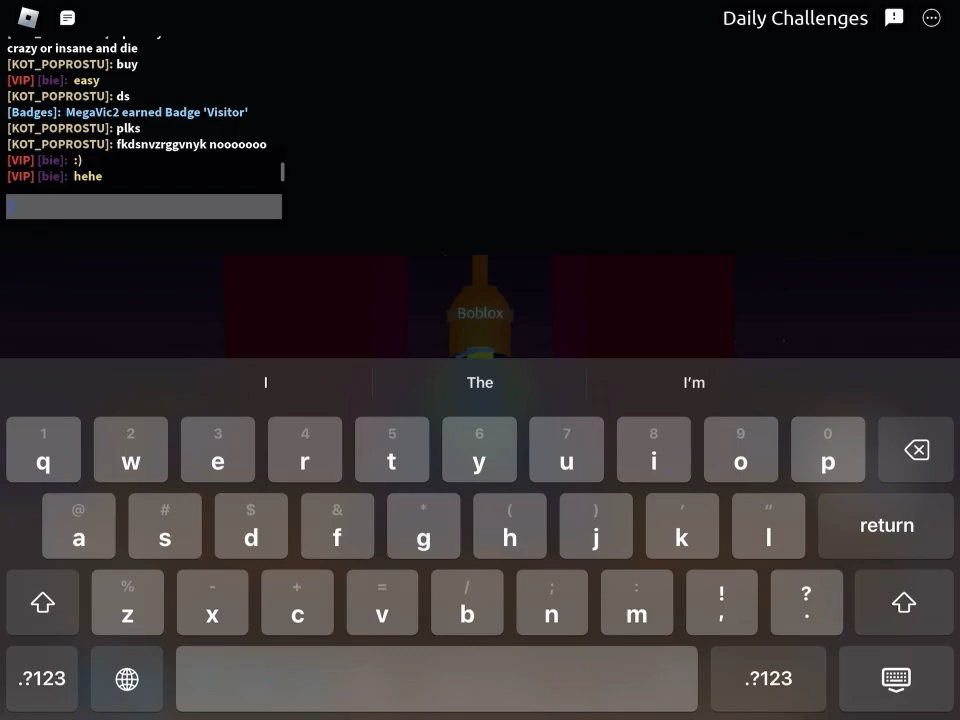 Daily Challenges
crazy or insane and die
[KOT_POPROSTU]: buy
[VIP] [bie]: easy
[KOT_POPROSTU]: ds
[Badges]: MegaVic2 earned Badge 'Visitor'
[KOT_POPROSTU]: plks
[KOT_POPROSTU]: fkdsnvzrggvnyk nooooooo
[VIP] [bie]: :)
[VIP] [bie]: hehe
Boblox
I The I'm
1 2 3 4 5 6 7 8 9 0
q w e r t y u i o p
@ # $ & * ( ) ' "
a s d f g h j k l return
% - + = / ; : ! ?
z x c v b n m , .
.?123 .?123